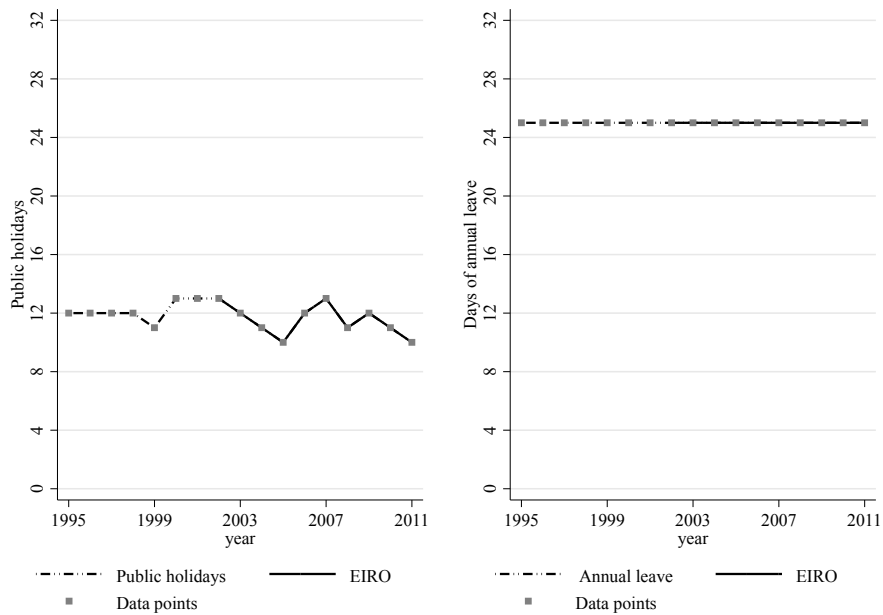 Public holidays
32
28
24
20
16
12
8
4
0
1995 1999 2003 2007 2011
year
Public holidays EIRO
Data points
Days of annual leave
32
28
24
20
16
12
8
4
0
1995 1999 2003 2007 2011
year
Annual leave EIRO
Data points